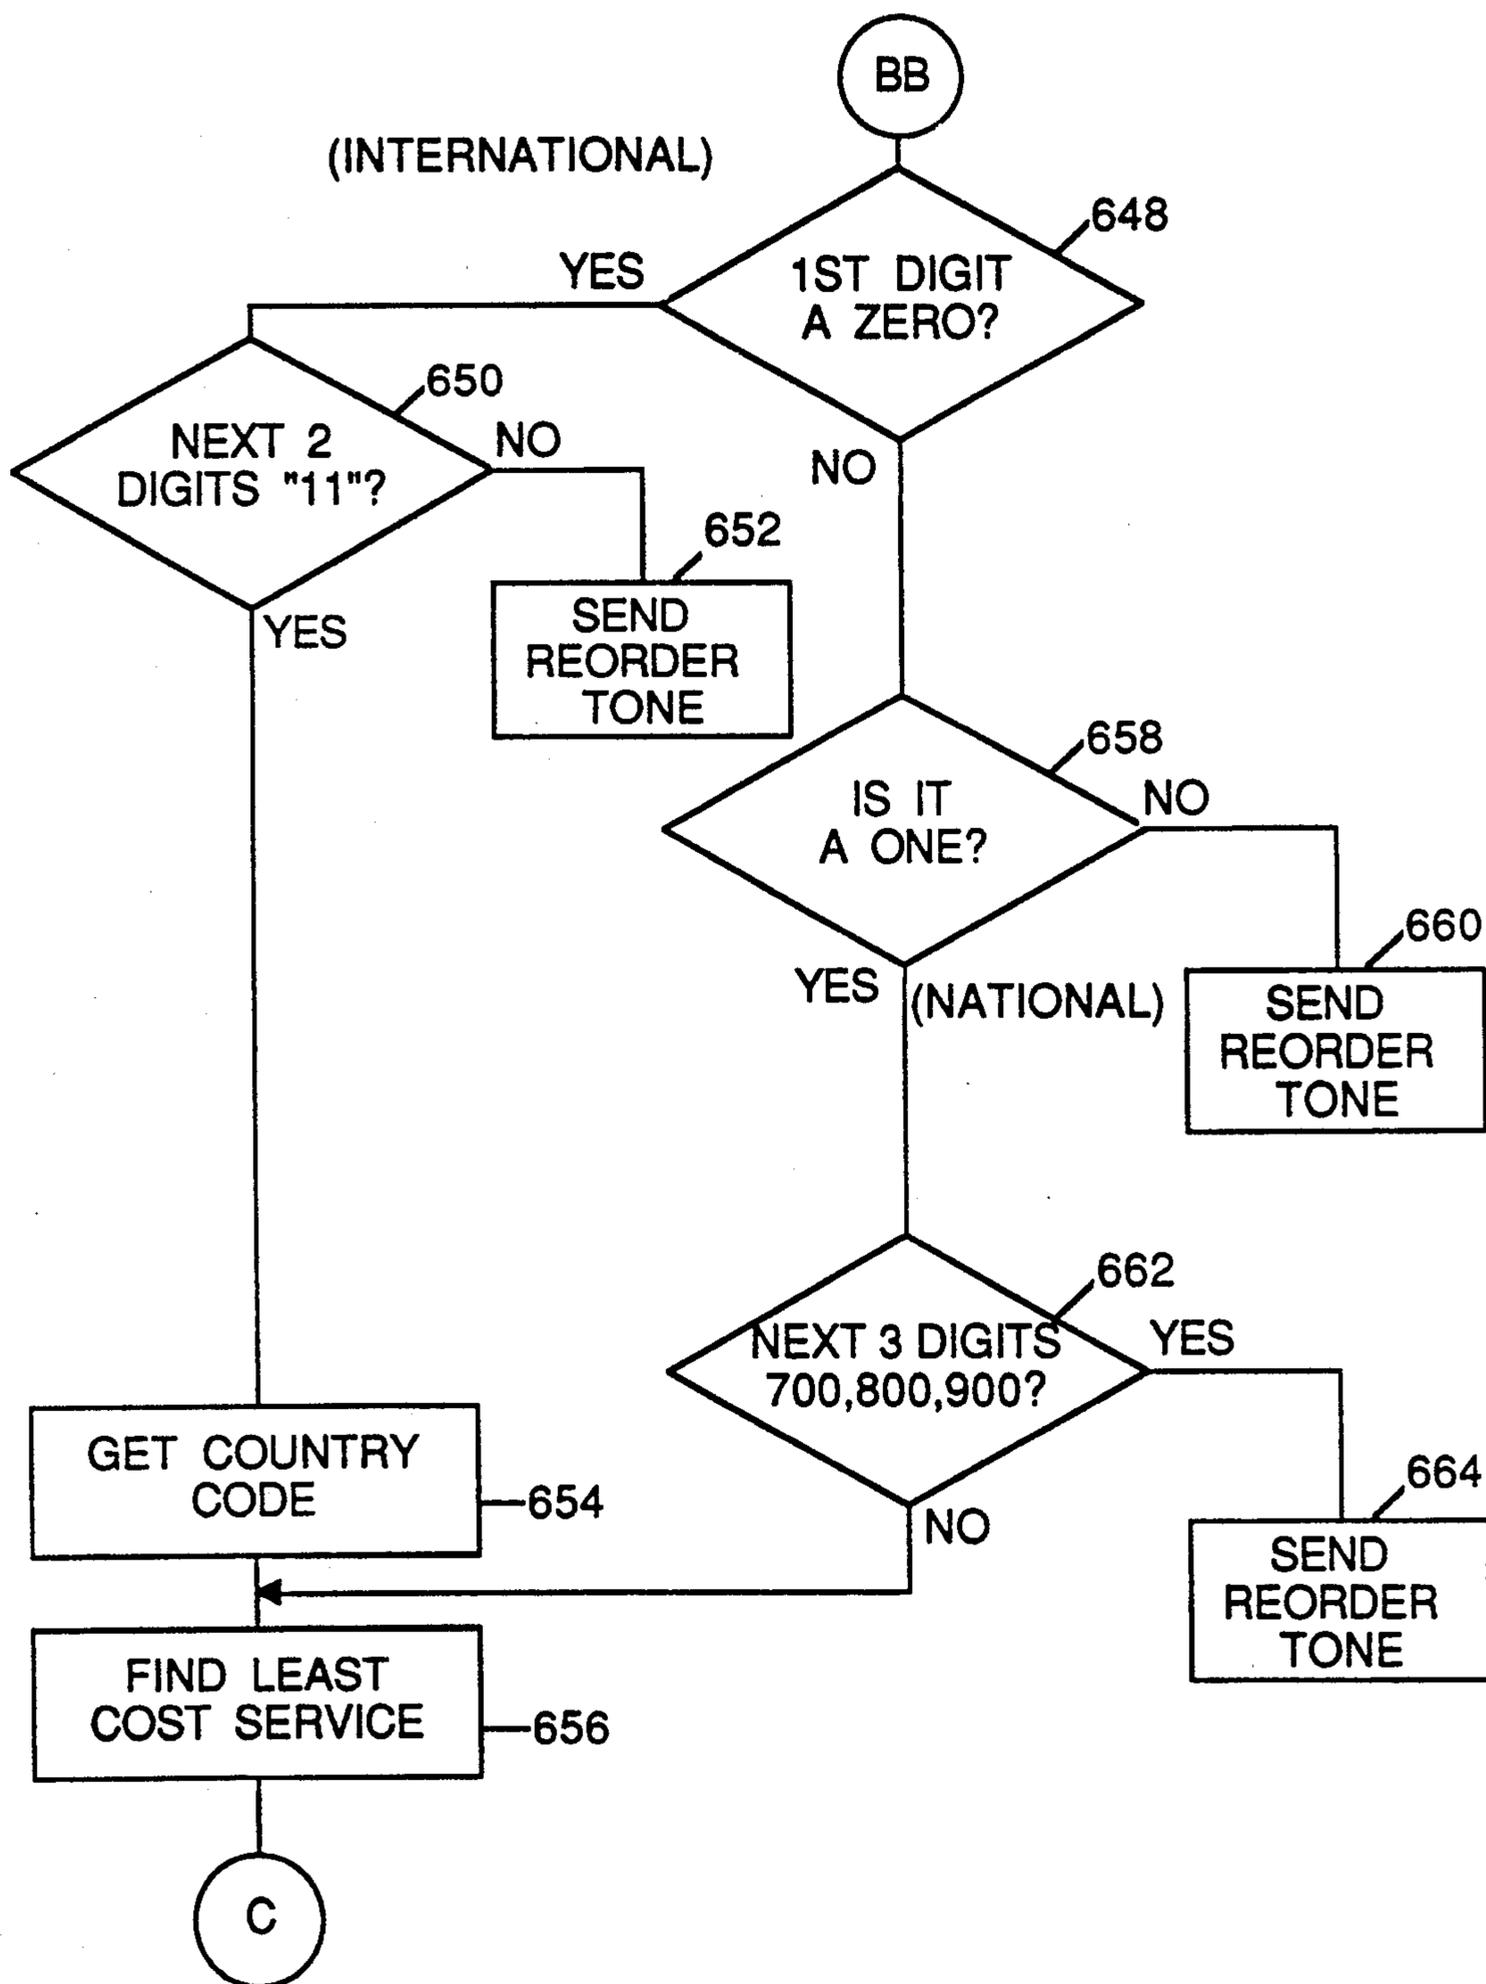 BB
(INTERNATIONAL)
648
YES
1ST DIGIT
A ZERO?
650
NEXT 2
DIGITS "11"?
NO
NO
652
YES
SEND
REORDER
TONE
658
IS IT
A ONE?
NO
660
YES
(NATIONAL)
SEND
REORDER
TONE
662
NEXT 3 DIGITS
700,800,900?
YES
GET COUNTRY
CODE
654
664
NO
SEND
REORDER
TONE
FIND LEAST
COST SERVICE
656
C